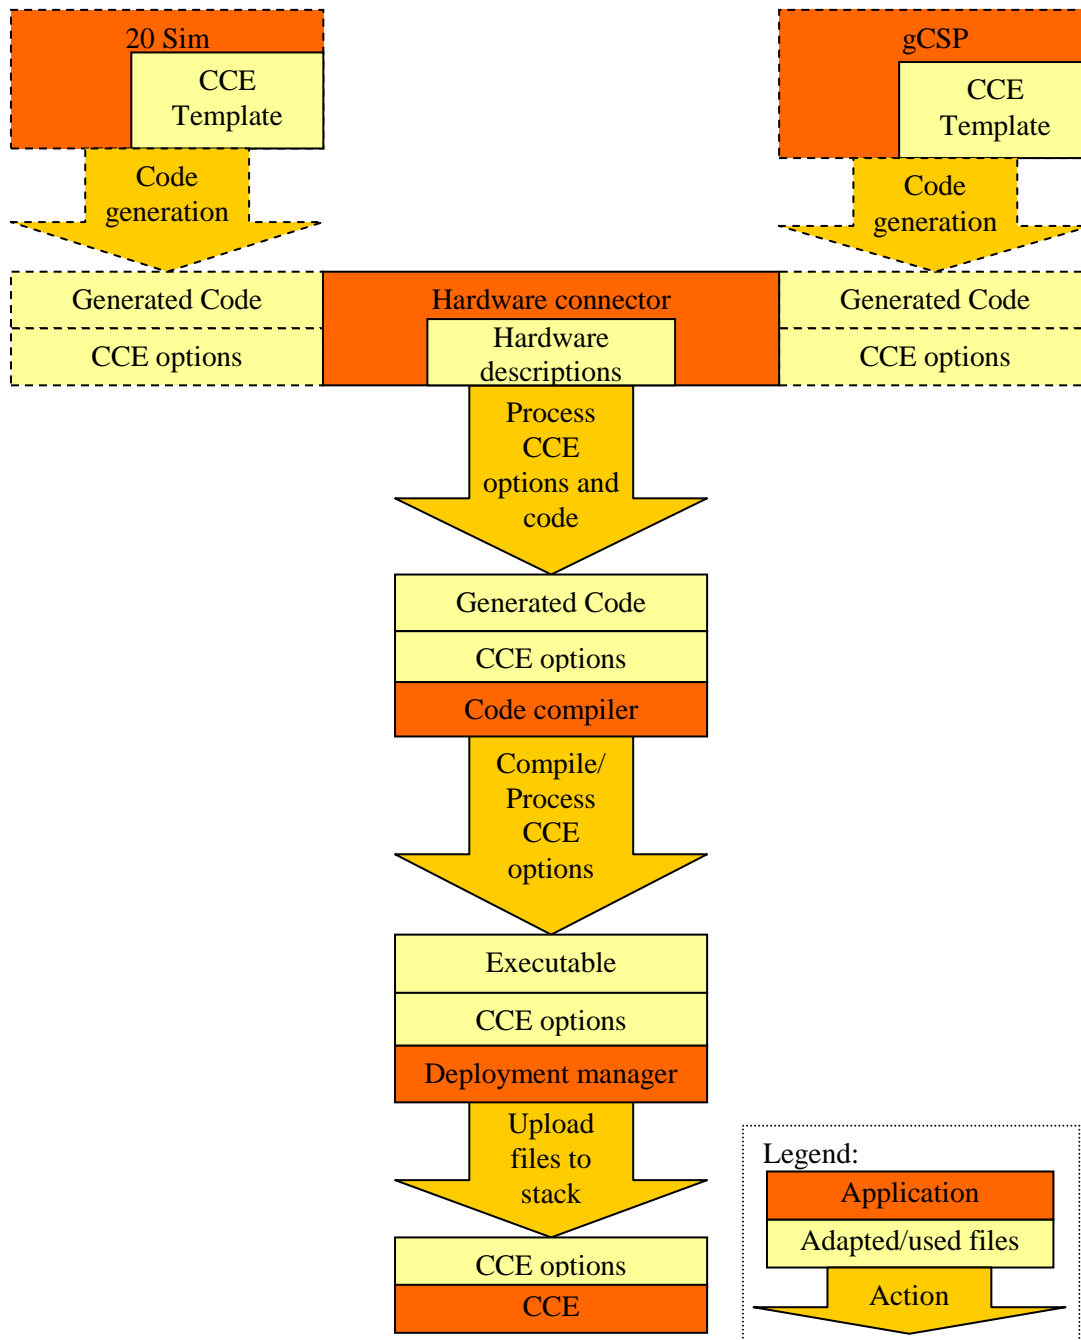 20 Sim
CCE
Template
Code
generation
gCSP
CCE
Template
Code
generation
Generated Code
CCE options
Hardware connector
Hardware
descriptions
Generated Code
CCE options
Process
CCE
options and
code
Generated Code
CCE options
Code compiler
Compile/
Process
CCE
options
Executable
CCE options
Deployment manager
Upload
files to
stack
CCE options
CCE
Legend:
Application
Adapted/used files
Action